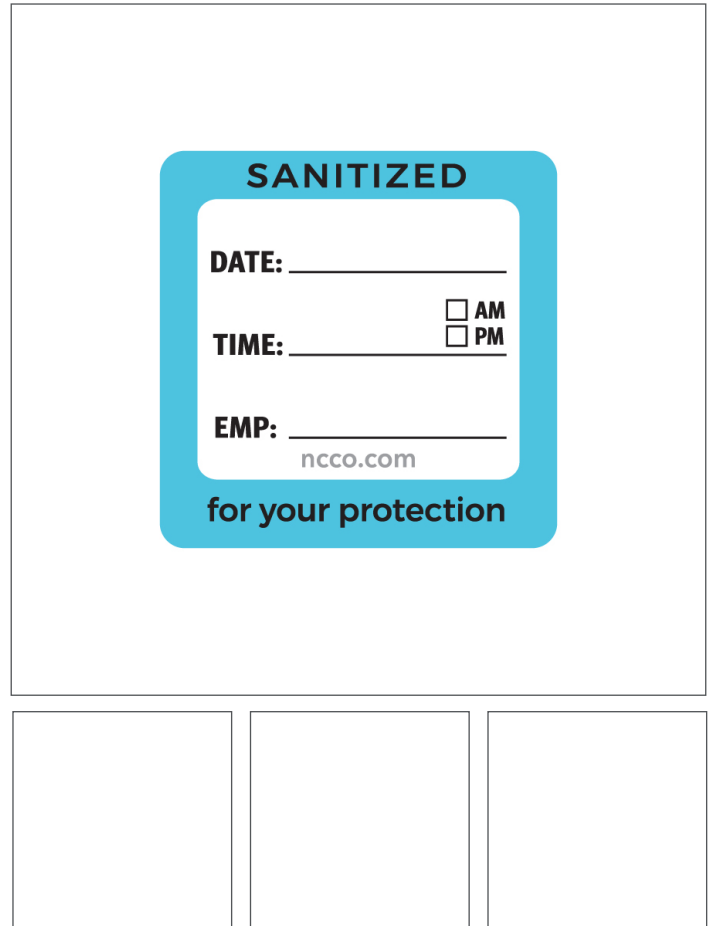 SANITIZED
DATE:
AM
TIME:
PM
EMP:
ncco.com
for your protection